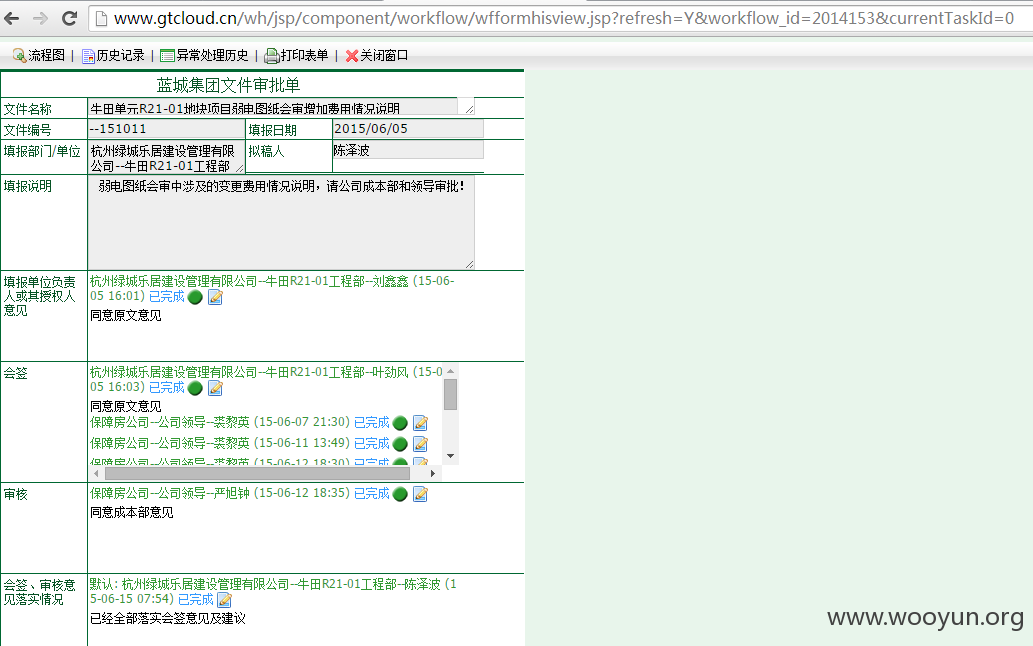 www.gtcloud.cn/wh/jsp/component/workflow/wfformhisview.jsp?refresh=Y&workflow_id=2014153&currentTaskId=0
流程图 | 历史记录 | 异常处理历史 | 打印表单 | 关闭窗口
蓝城集团文件审批单
文件名称 牛田单元R21-01地块项目弱电图纸会审增加费用情况说明
文件编号 --151011 填报日期 2015/06/05
填报部门/单位 杭州绿城乐居建设管理有限 拟稿人 陈泽波
公司--牛田R21-01工程部
填报说明 弱电图纸会审中涉及的变更费用情况说明，请公司成本部和领导审批！
填报单位负责 杭州绿城乐居建设管理有限公司--牛田R21-01工程部--刘鑫鑫 (15-06-
人或其授权人 05 16:01) 已完成
意见 同意原文意见
会签 杭州绿城乐居建设管理有限公司--牛田R21-01工程部--叶劲风 (15-0
05 16:03) 已完成
同意原文意见
保障房公司--公司领导--裘黎英 (15-06-07 21:30) 已完成
保障房公司--公司领导--裘黎英 (15-06-11 13:49) 已完成
保障房公司--公司领导--裘黎英 (15-06-12 18:30) 已完成
审核 保障房公司--公司领导--严旭钟 (15-06-12 18:35) 已完成
同意成本部意见
会签、审核意 默认: 杭州绿城乐居建设管理有限公司--牛田R21-01工程部--陈泽波 (1
见落实情况 5-06-15 07:54) 已完成
已经全部落实会签意见及建议
www.wooyun.org